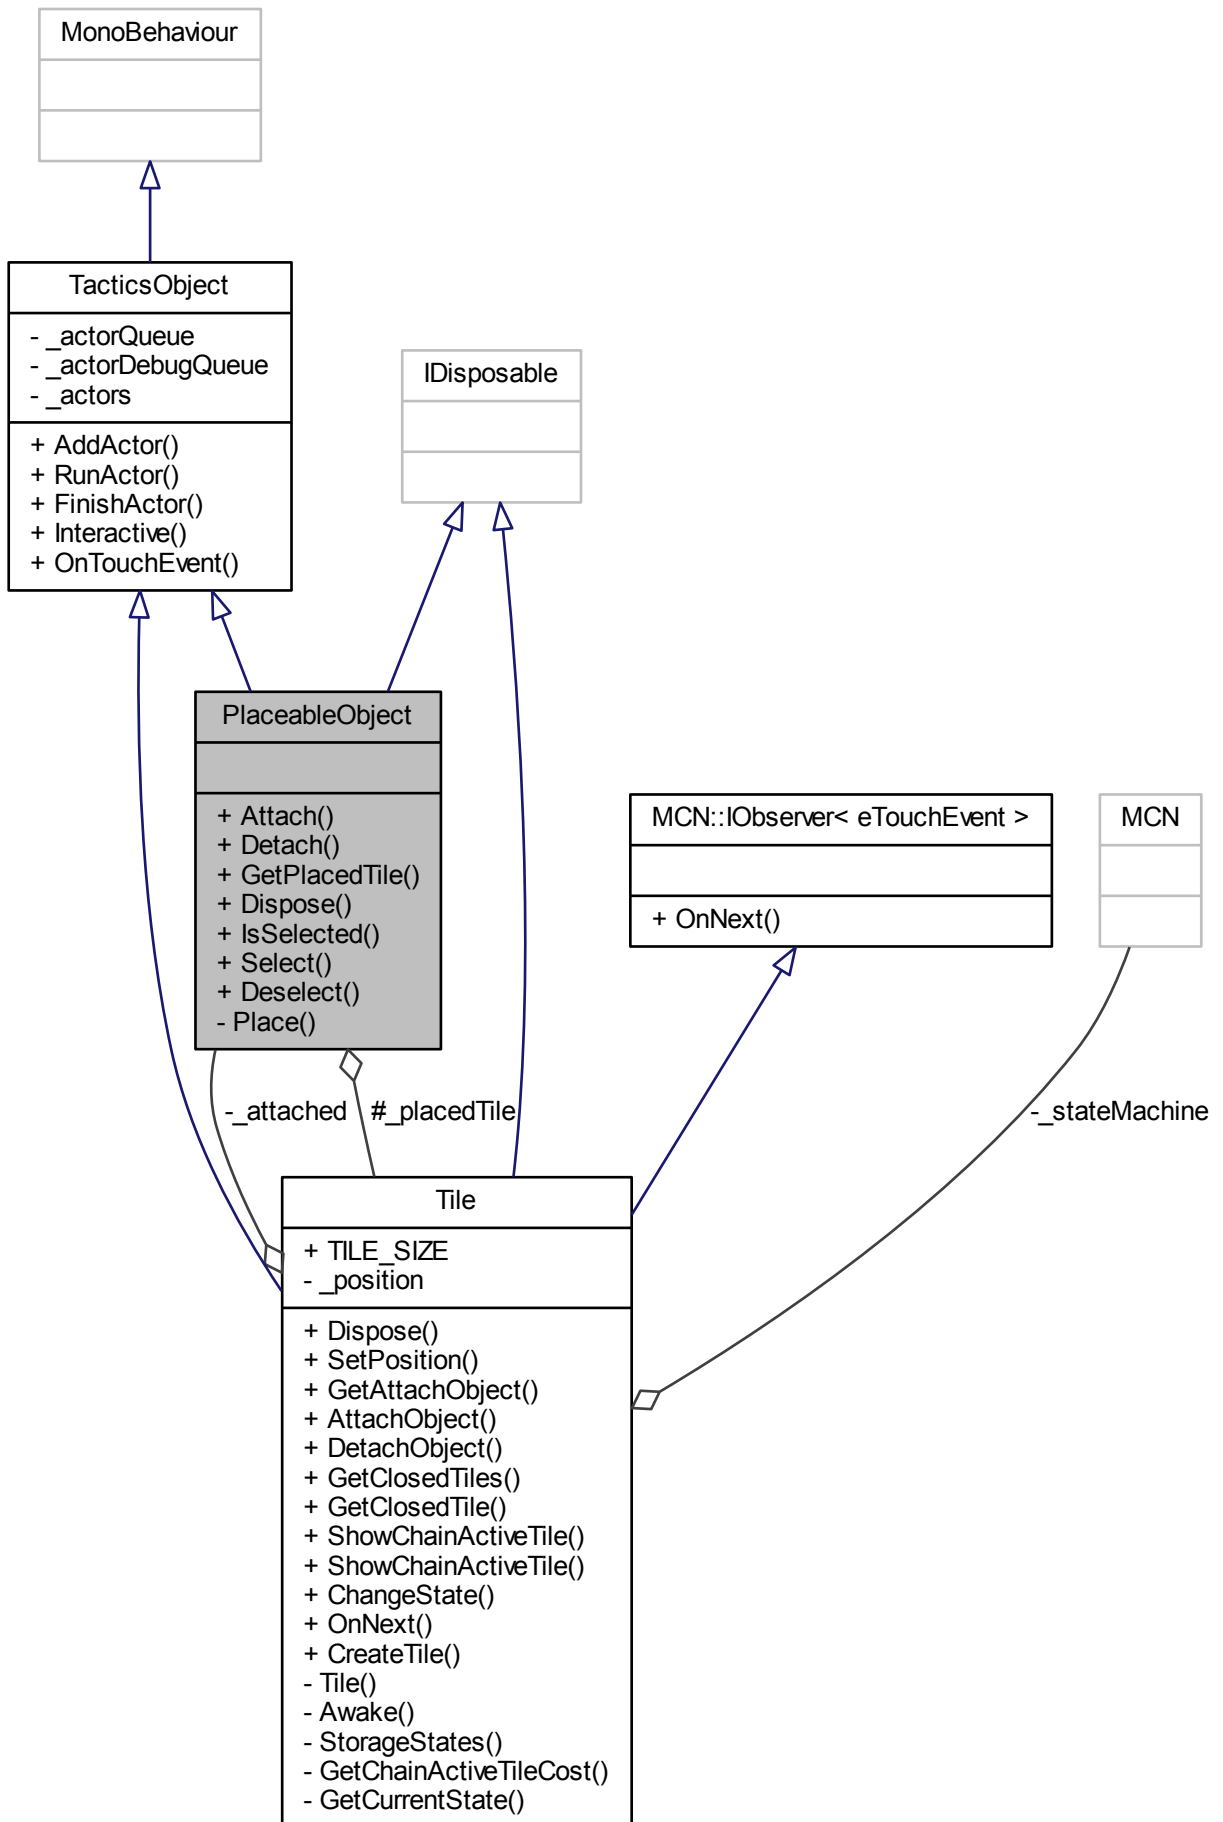 MonoBehaviour
TacticsObject
- _actorQueue
- _actorDebugQueue
- _actors
+ AddActor()
+ RunActor()
+ FinishActor()
+ Interactive()
+ OnTouchEvent()
IDisposable
PlaceableObject
+ Attach()
+ Detach()
+ GetPlacedTile()
+ Dispose()
+ IsSelected()
+ Select()
+ Deselect()
- Place()
MCN::IObserver< eTouchEvent >
+ OnNext()
MCN
-_attached
#_placedTile
-_stateMachine
Tile
+ TILE_SIZE
- _position
+ Dispose()
+ SetPosition()
+ GetAttachObject()
+ AttachObject()
+ DetachObject()
+ GetClosedTiles()
+ GetClosedTile()
+ ShowChainActiveTile()
+ ShowChainActiveTile()
+ ChangeState()
+ OnNext()
+ CreateTile()
- Tile()
- Awake()
- StorageStates()
- GetChainActiveTileCost()
- GetCurrentState()